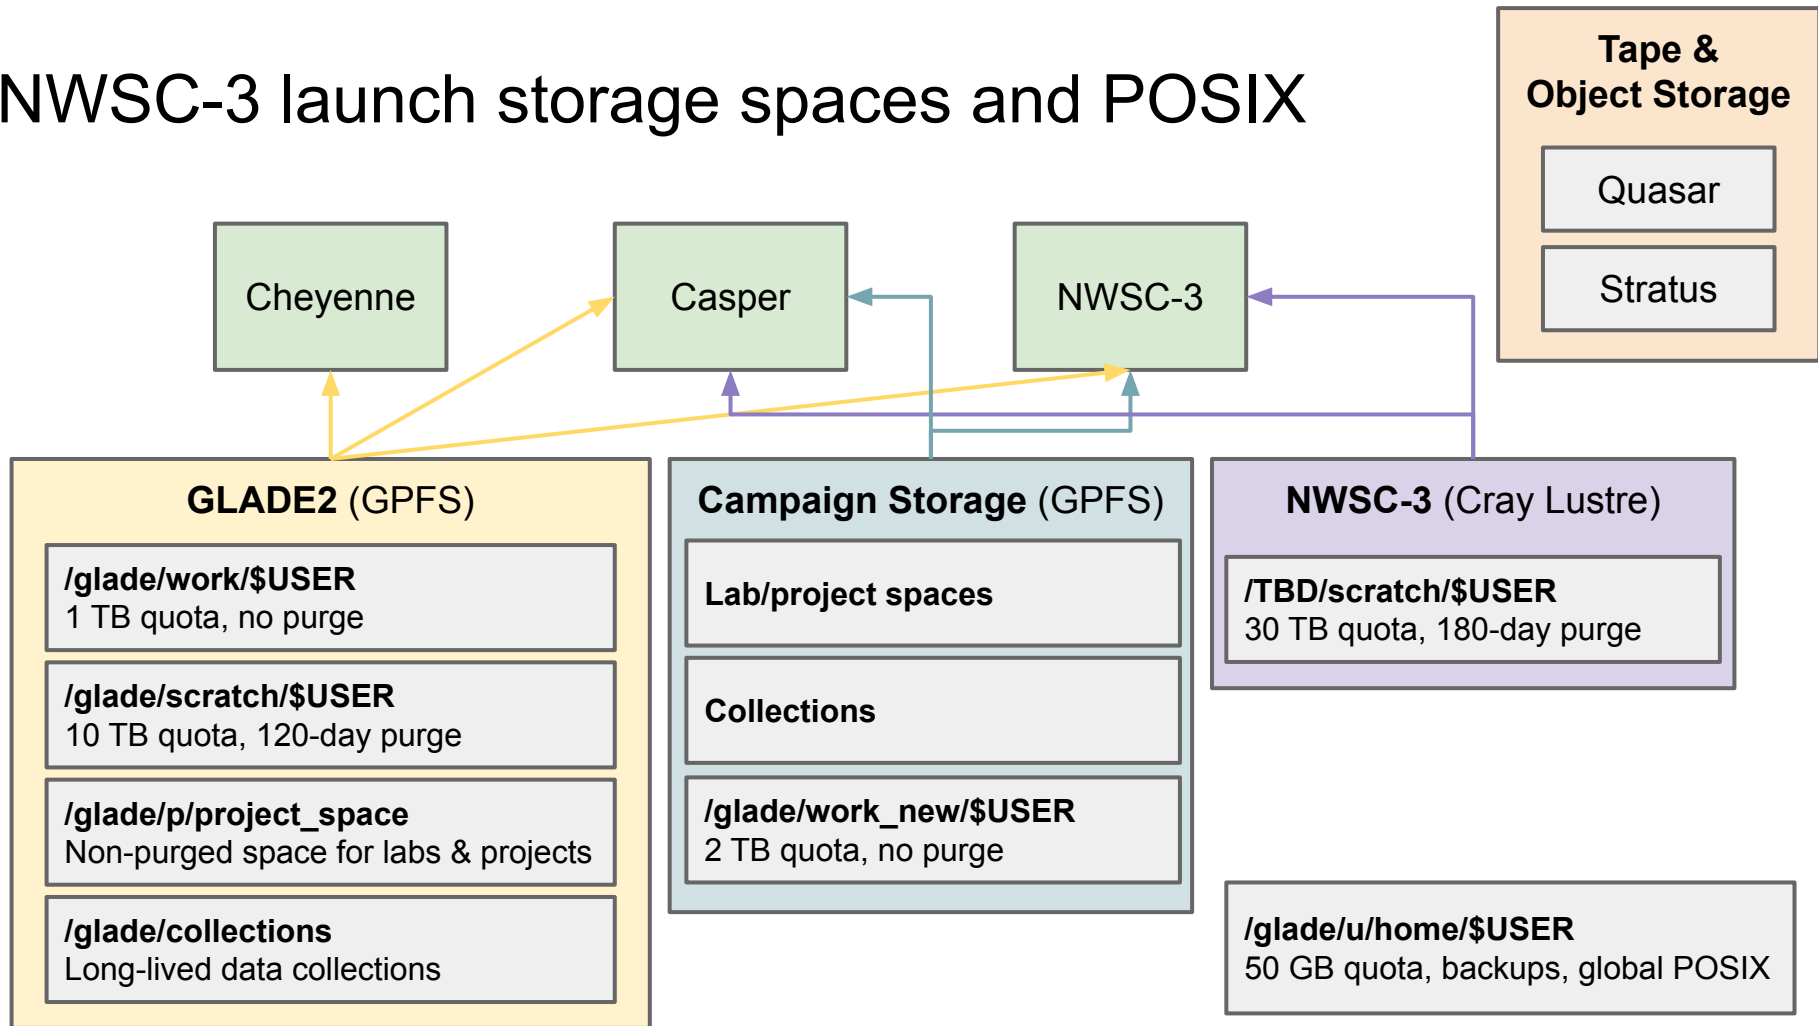 NWSC-3 launch storage spaces and POSIX
Tape &
Object Storage
Quasar
Stratus
Cheyenne
Casper
NWSC-3
GLADE2 (GPFS)
/glade/work/$USER
1 TB quota, no purge
/glade/scratch/$USER
10 TB quota, 120-day purge
/glade/p/project_space
Non-purged space for labs & projects
/glade/collections
Long-lived data collections
Campaign Storage (GPFS)
Lab/project spaces
Collections
/glade/work_new/$USER
2 TB quota, no purge
NWSC-3 (Cray Lustre)
/TBD/scratch/$USER
30 TB quota, 180-day purge
/glade/u/home/$USER
50 GB quota, backups, global POSIX